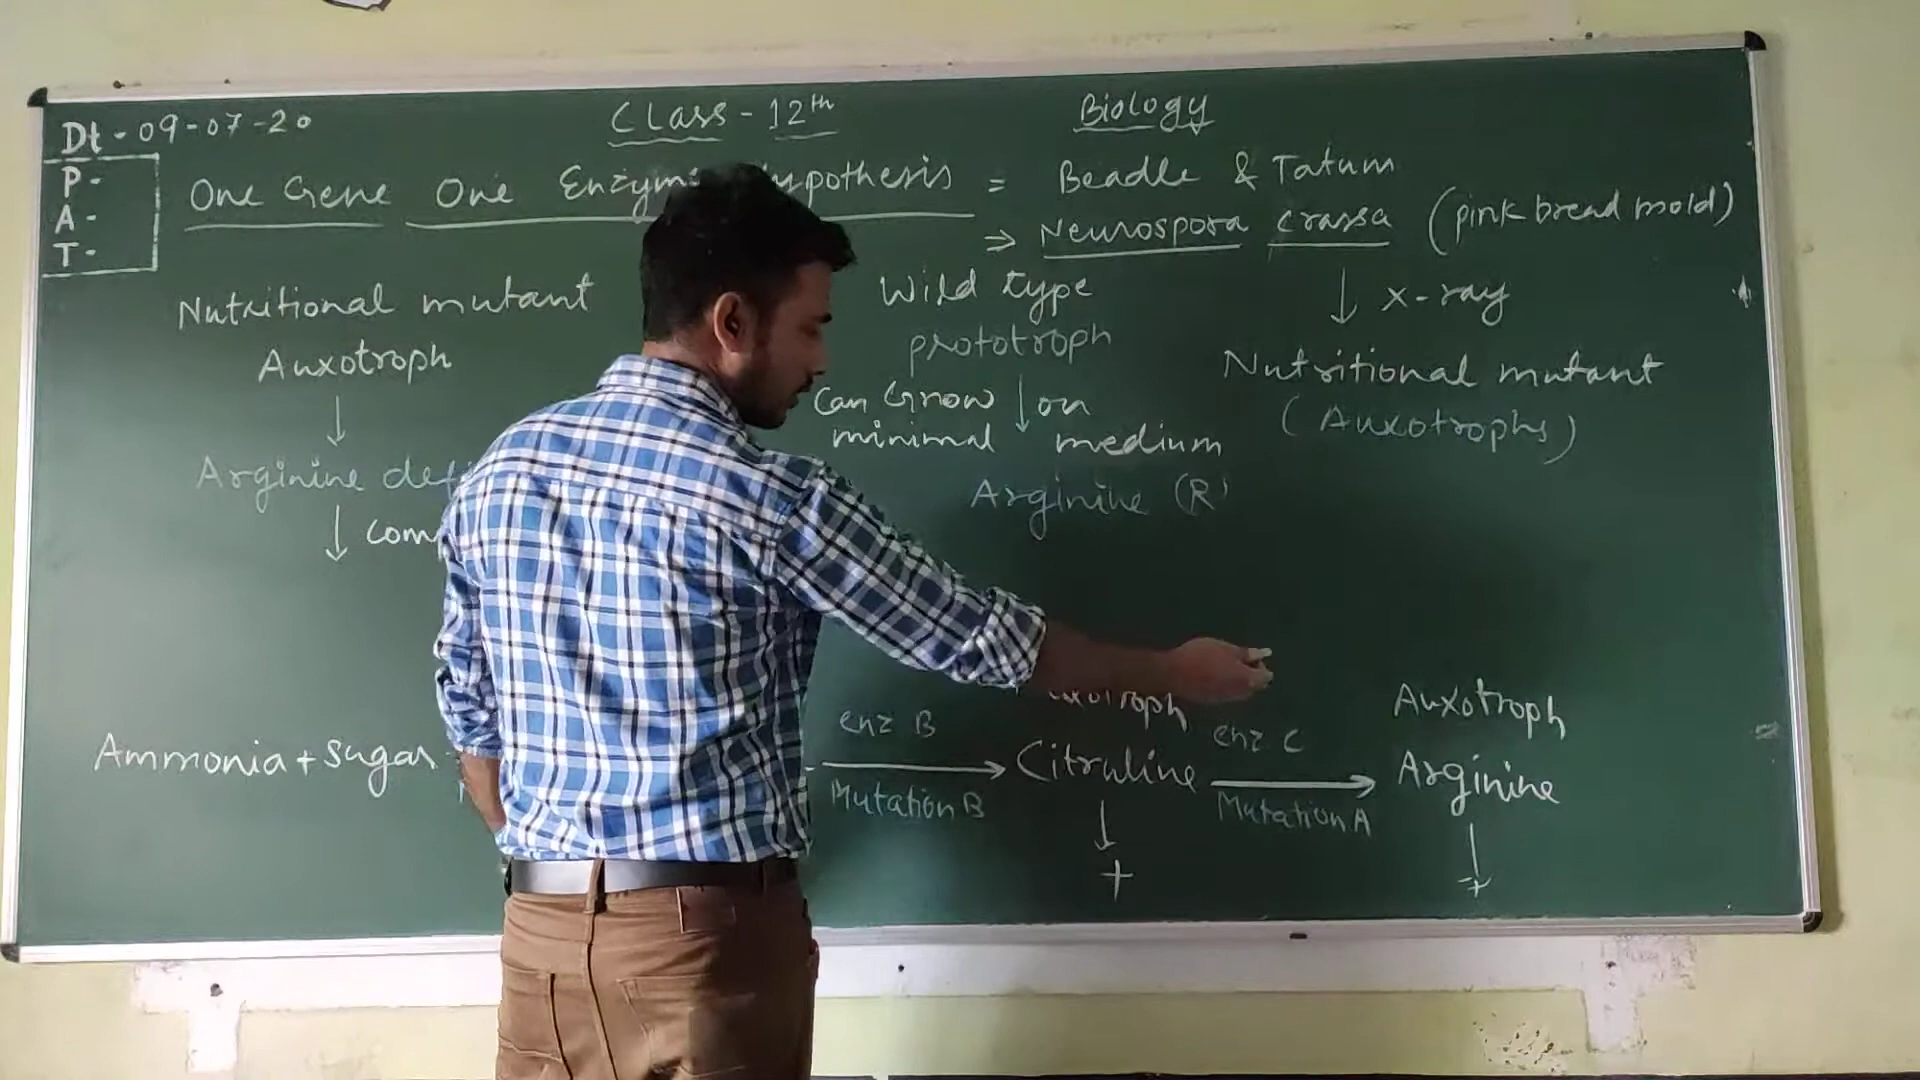 Dt - 09-07-20
Class - 12th
Biology
P -
A -
T -
One Gene One = Beadle & Tatum
⇒ Neurospora crassa (pink bread mold)
↓ x-ray
Nutritional mutant
(Auxotrophs)
Nutritional mutant
Auxotroph
↓
Arginine
↓
Wild type
prototroph
Can Grow ↓ on
minimal medium
Arginine (R)
Ammonia + sugar
enz B
Mutation B
Citruline
↓
+
enz C
Mutation A
Auxotroph
Arginine
↓
+